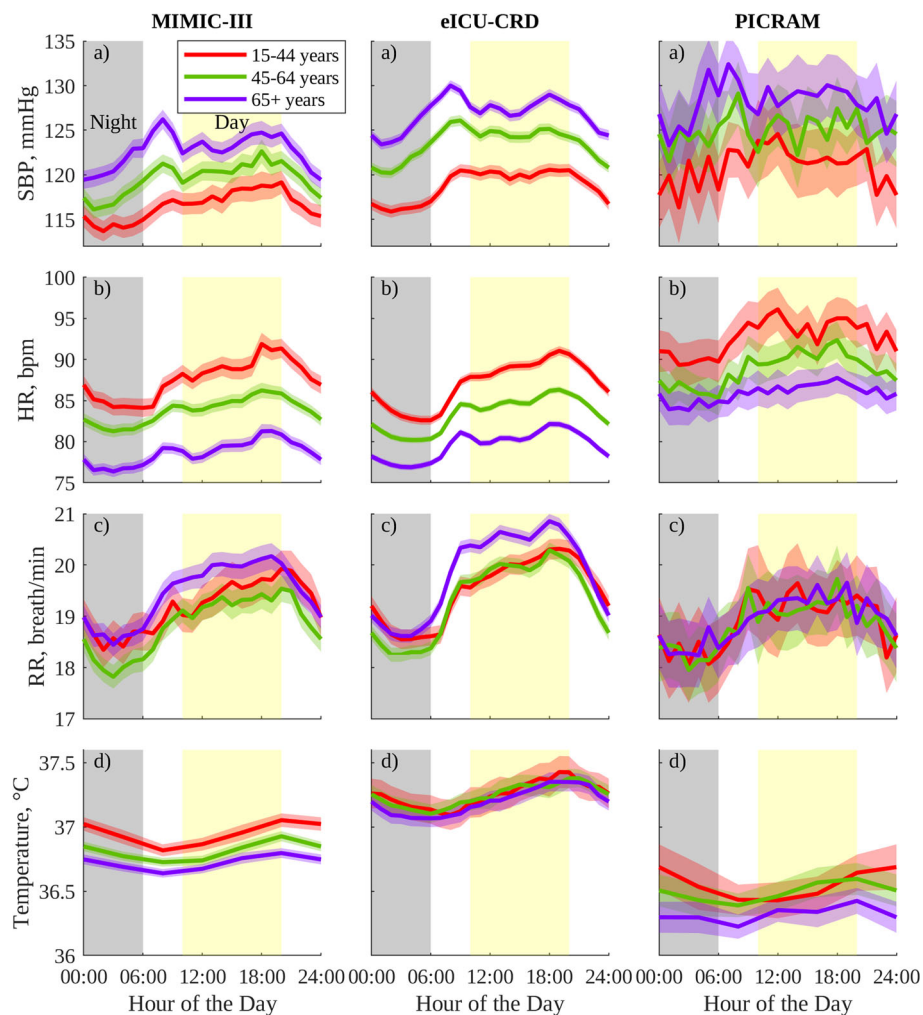 MIMIC-III eICU-CRD PICRAM
135
130
125
120
115
SBP, mmHg
a) a) a)
15-44 years
45-64 years
65+ years
Night Day
100
95
90
85
80
75
HR, bpm
b) b) b)
21
20
19
18
17
RR, breath/min
c) c) c)
37.5
37
36.5
36
Temperature, °C
d) d) d)
00:00 06:00 12:00 18:00 24:00 00:00 06:00 12:00 18:00 24:00 00:00 06:00 12:00 18:00 24:00
Hour of the Day Hour of the Day Hour of the Day